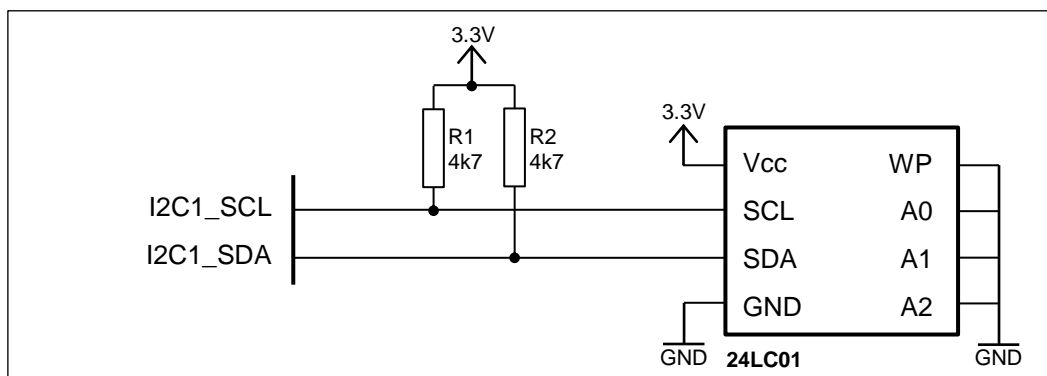 3.3V
R1
4k7
R2
4k7
3.3V
Vcc
WP
I2C1_SCL
SCL
A0
I2C1_SDA
SDA
A1
GND
A2
GND
24LC01
GND